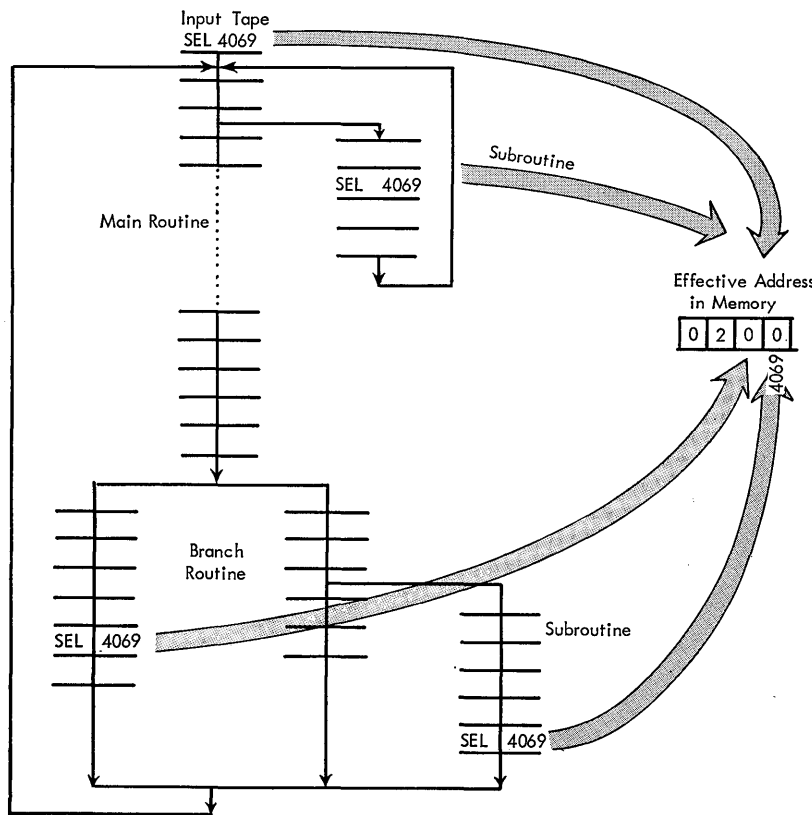 Input Tape
SEL 4069
Subroutine
SEL 4069
Main Routine
Effective Address
in Memory
0 2 0 0.
4069
Branch
Routine
SEL 4069
Subroutine
SEL 4069